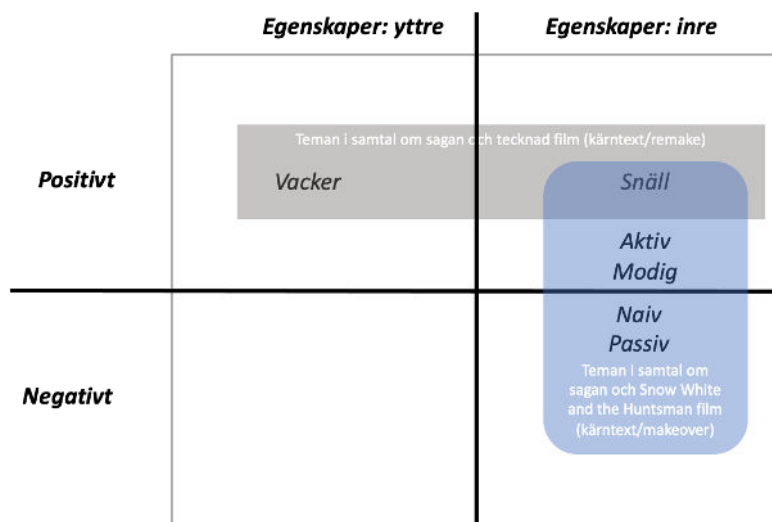 Egenskaper: yttre
Egenskaper: inre
Teman i samtal om sagan och tecknad film (kärntext/remake)
Positivt
Vacker
Snäll
Aktiv
Modig
Naiv
Passiv
Teman i samtal om
sagan och Snow White
and the Huntsman film
(kärntext/makeover)
Negativt